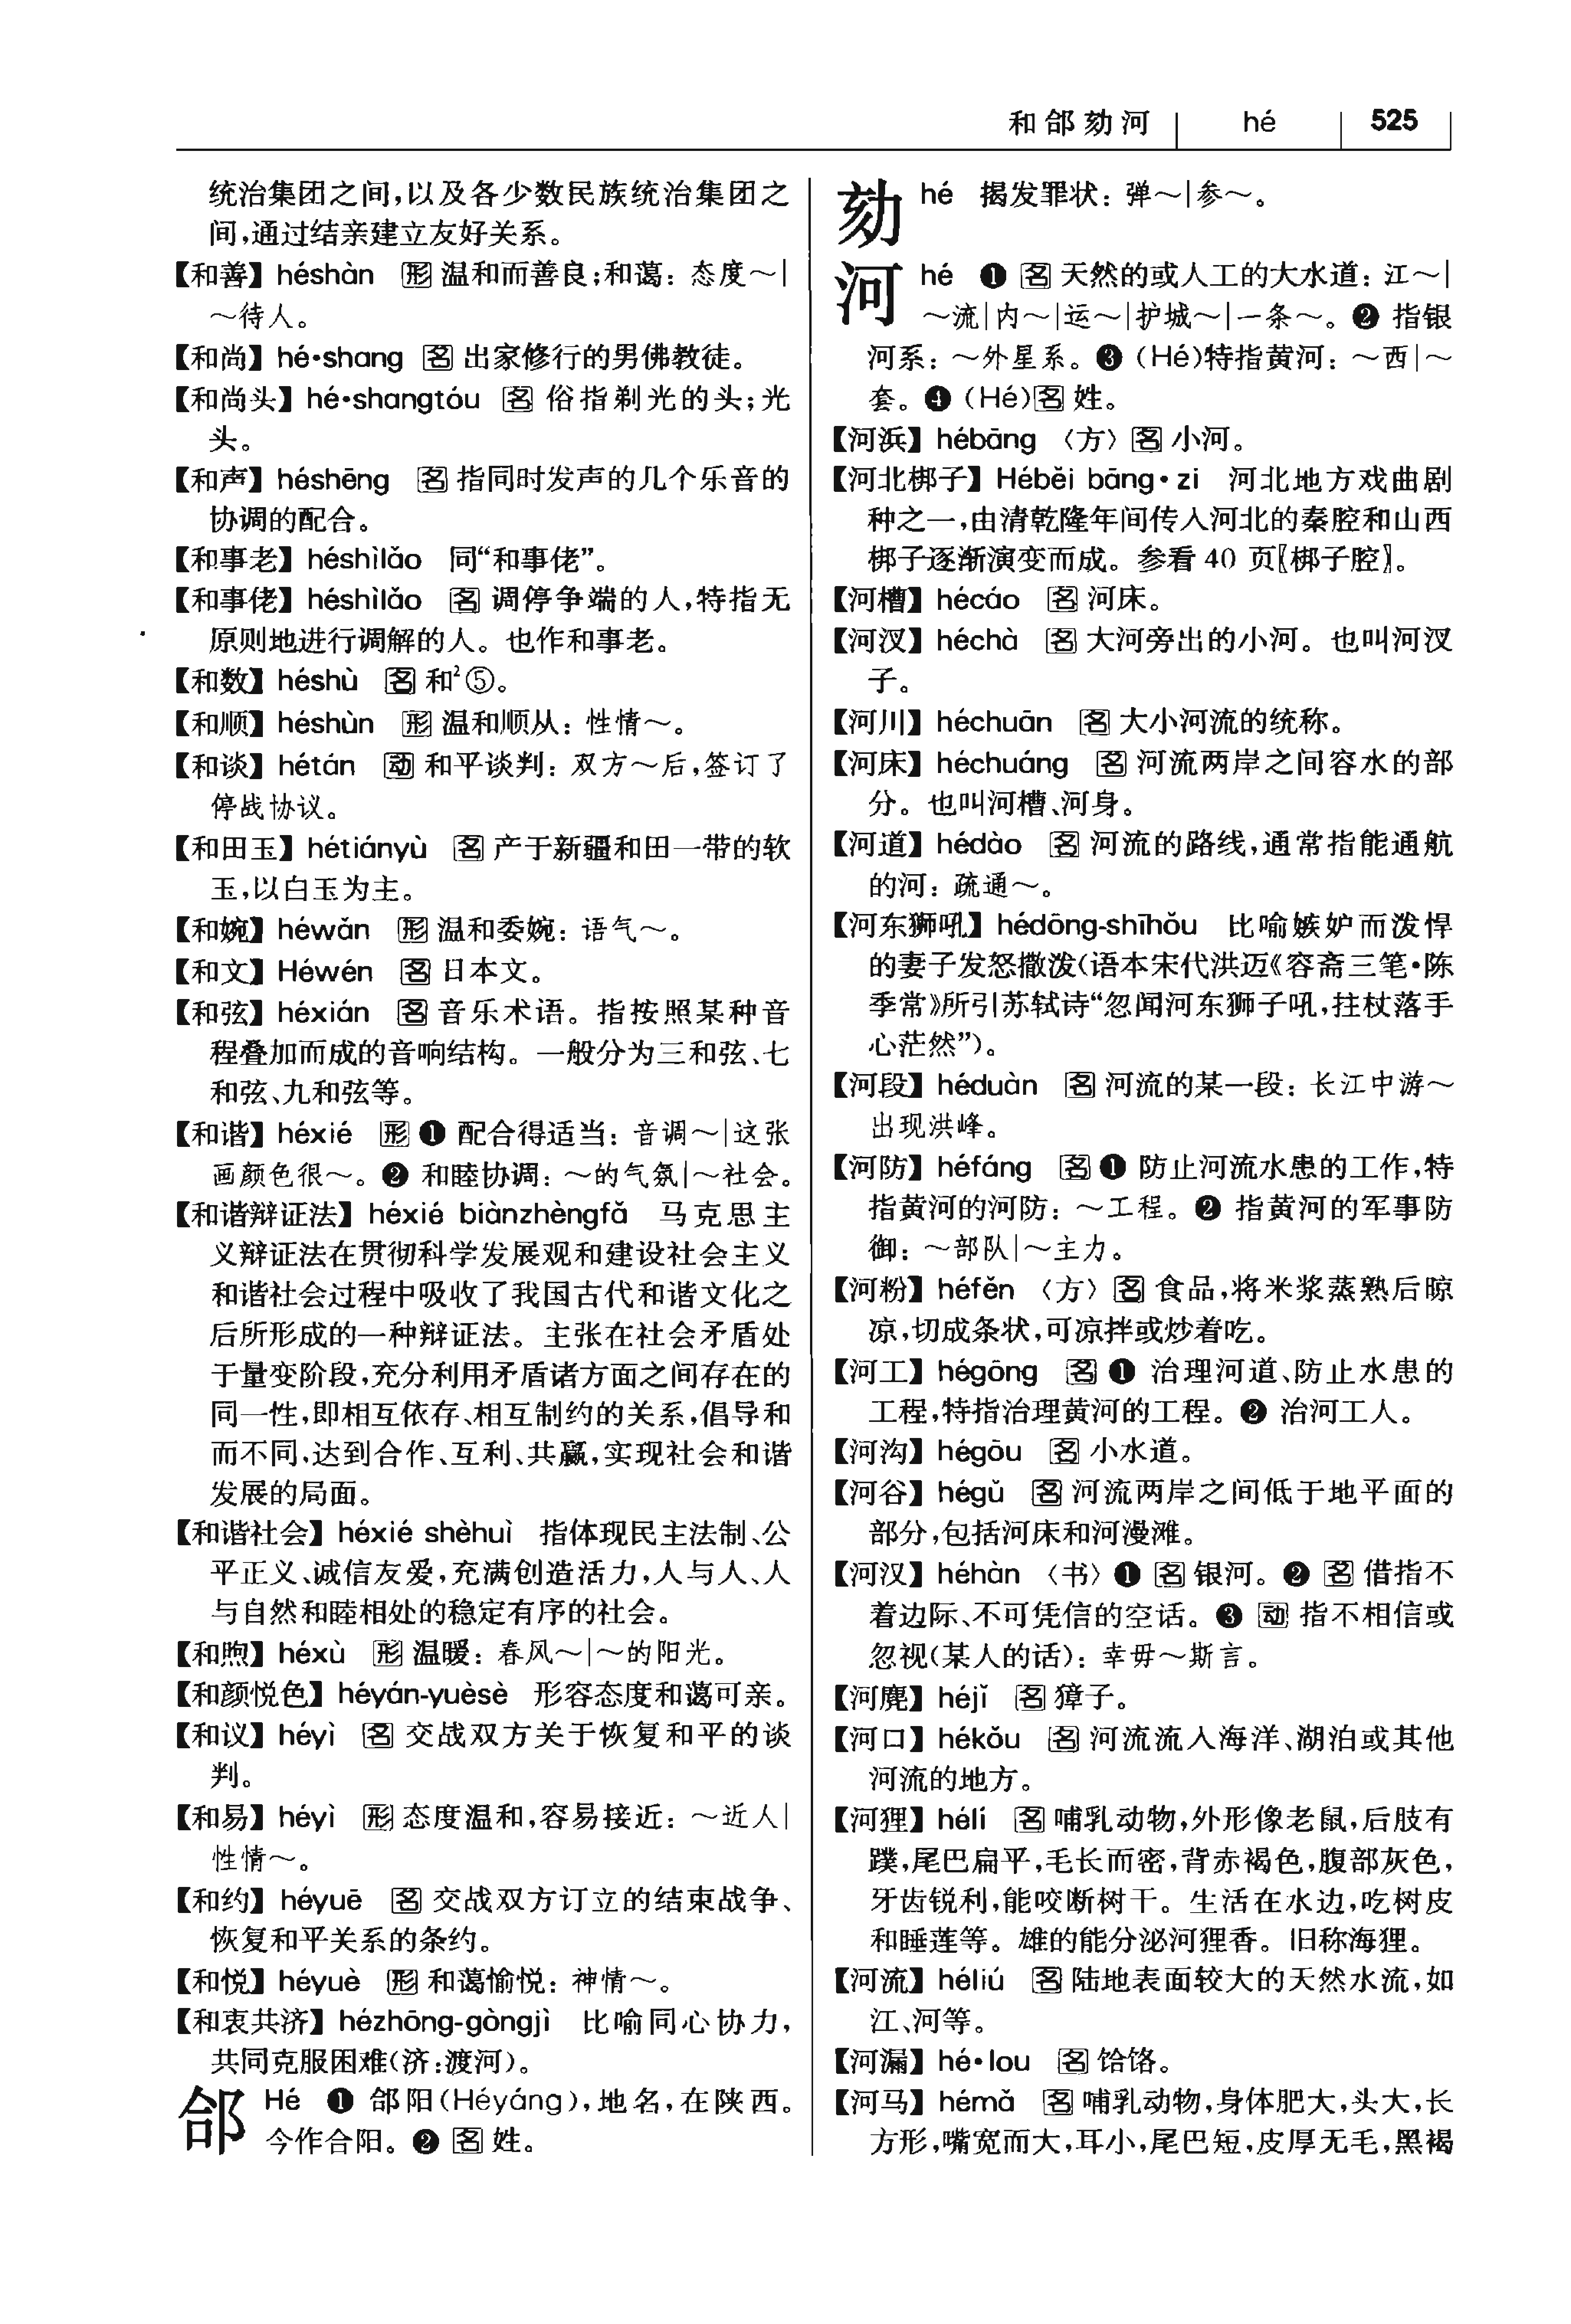 和郃劾河 | hé | 525
统治集团之间,以及各少数民族统治集团之
间,通过结亲建立友好关系。
【和善】héshàn 形 温和而善良;和蔼:态度～|
～待人。
【和尚】hé•shang 名 出家修行的男佛教徒。
【和尚头】hé•shangtóu 名 俗指剃光的头;光
头。
【和声】héshēng 名 指同时发声的几个乐音的
协调的配合。
【和事老】héshìlǎo 同“和事佬”。
【和事佬】héshìlǎo 名 调停争端的人,特指无
原则地进行调解的人。也作和事老。
【和数】héshù 名 和²⑤。
【和顺】héshùn 形 温和顺从:性情～。
【和谈】hétán 动 和平谈判:双方～后,签订了
停战协议。
【和田玉】hétiányù 名 产于新疆和田一带的软
玉,以白玉为主。
【和婉】héwǎn 形 温和委婉:语气～。
【和文】Héwén 名 日本文。
【和弦】héxián 名 音乐术语。指按照某种音
程叠加而成的音响结构。一般分为三和弦、七
和弦、九和弦等。
【和谐】héxié 形 ❶ 配合得适当:音调～|这张
画颜色很～。❷ 和睦协调:～的气氛|～社会。
【和谐辩证法】héxié biànzhèngfǎ 马克思主
义辩证法在贯彻科学发展观和建设社会主义
和谐社会过程中吸收了我国古代和谐文化之
后所形成的一种辩证法。主张在社会矛盾处
于量变阶段,充分利用矛盾诸方面之间存在的
同一性,即相互依存、相互制约的关系,倡导和
而不同,达到合作、互利、共赢,实现社会和谐
发展的局面。
【和谐社会】héxié shèhuì 指体现民主法制、公
平正义、诚信友爱,充满创造活力,人与人、人
与自然和睦相处的稳定有序的社会。
【和煦】héxù 形 温暖:春风～|～的阳光。
【和颜悦色】héyán-yuèsè 形容态度和蔼可亲。
【和议】héyì 名 交战双方关于恢复和平的谈
判。
【和易】héyì 形 态度温和,容易接近:～近人|
性情～。
【和约】héyuē 名 交战双方订立的结束战争、
恢复和平关系的条约。
【和悦】héyuè 形 和蔼愉悦:神情～。
【和衷共济】hézhōng-gòngjì 比喻同心协力,
共同克服困难(济:渡河)。
郃 Hé ❶ 郃阳(Héyáng),地名,在陕西。
今作合阳。❷ 名 姓。
劾 hé 揭发罪状:弹～|参～。
河 hé ❶ 名 天然的或人工的大水道:江～|
～流|内～|运～|护城～|一条～。❷ 指银
河系:～外星系。❸ (Hé)特指黄河:～西|～
套。❹ (Hé)名 姓。
【河浜】hébāng 〈方〉名 小河。
【河北梆子】Héběi bāng•zi 河北地方戏曲剧
种之一,由清乾隆年间传入河北的秦腔和山西
梆子逐渐演变而成。参看 40 页〖梆子腔〗。
【河槽】hécáo 名 河床。
【河汊】héchà 名 大河旁出的小河。也叫河汊
子。
【河川】héchuān 名 大小河流的统称。
【河床】héchuáng 名 河流两岸之间容水的部
分。也叫河槽、河身。
【河道】hédào 名 河流的路线,通常指能通航
的河:疏通～。
【河东狮吼】hédōng-shīhǒu 比喻嫉妒而泼悍
的妻子发怒撒泼(语本宋代洪迈《容斋三笔•陈
季常》所引苏轼诗“忽闻河东狮子吼,拄杖落手
心茫然”)。
【河段】héduàn 名 河流的某一段:长江中游～
出现洪峰。
【河防】héfáng 名 ❶ 防止河流水患的工作,特
指黄河的河防:～工程。❷ 指黄河的军事防
御:～部队|～主力。
【河粉】héfěn 〈方〉名 食品,将米浆蒸熟后晾
凉,切成条状,可凉拌或炒着吃。
【河工】hégōng 名 ❶ 治理河道、防止水患的
工程,特指治理黄河的工程。❷ 治河工人。
【河沟】hégōu 名 小水道。
【河谷】hégǔ 名 河流两岸之间低于地平面的
部分,包括河床和河漫滩。
【河汉】héhàn 〈书〉❶ 名 银河。❷ 名 借指不
着边际、不可凭信的空话。❸ 动 指不相信或
忽视(某人的话):幸毋～斯言。
【河麂】héjǐ 名 獐子。
【河口】hékǒu 名 河流流入海洋、湖泊或其他
河流的地方。
【河狸】hélí 名 哺乳动物,外形像老鼠,后肢有
蹼,尾巴扁平,毛长而密,背赤褐色,腹部灰色,
牙齿锐利,能咬断树干。生活在水边,吃树皮
和睡莲等。雄的能分泌河狸香。旧称海狸。
【河流】héliú 名 陆地表面较大的天然水流,如
江、河等。
【河漏】hé•lou 名 饸饹。
【河马】hémǎ 名 哺乳动物,身体肥大,头大,长
方形,嘴宽而大,耳小,尾巴短,皮厚无毛,黑褐